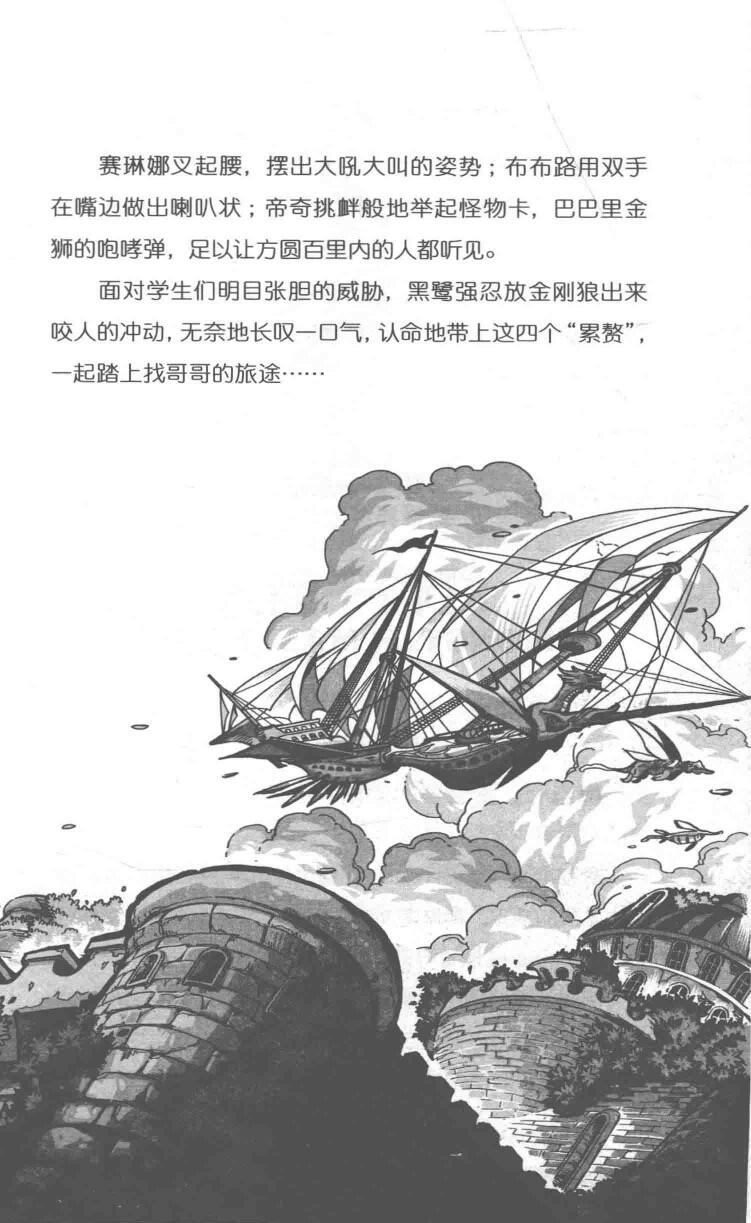 赛琳娜叉起腰，摆出大吼大叫的姿势；布布路用双手
在嘴边做出喇叭状；帝奇挑衅般地举起怪物卡，巴巴里金
狮的咆哮弹，足以让方圆百里内的人都听见。
面对学生们明目张胆的威胁，黑鹭强忍放金刚狼出来
咬人的冲动，无奈地长叹一口气，认命地带上这四个“累赘”，
一起踏上找哥哥的旅途……